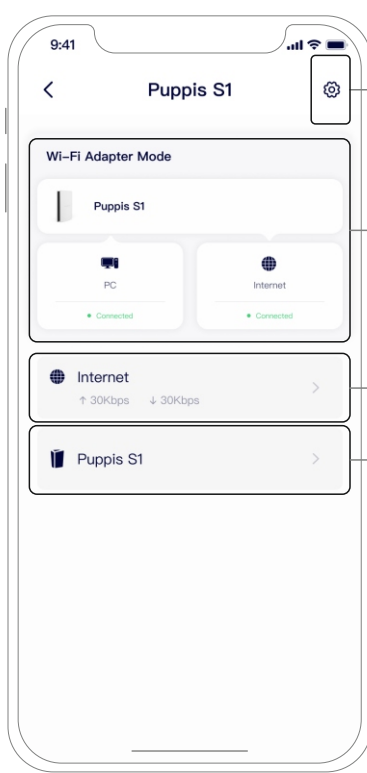 9:41
Puppis S1
Wi-Fi Adapter Mode
Puppis S1
PC
Internet
Connected
Connected
Internet
↑ 30Kbps ↓ 30Kbps
Puppis S1